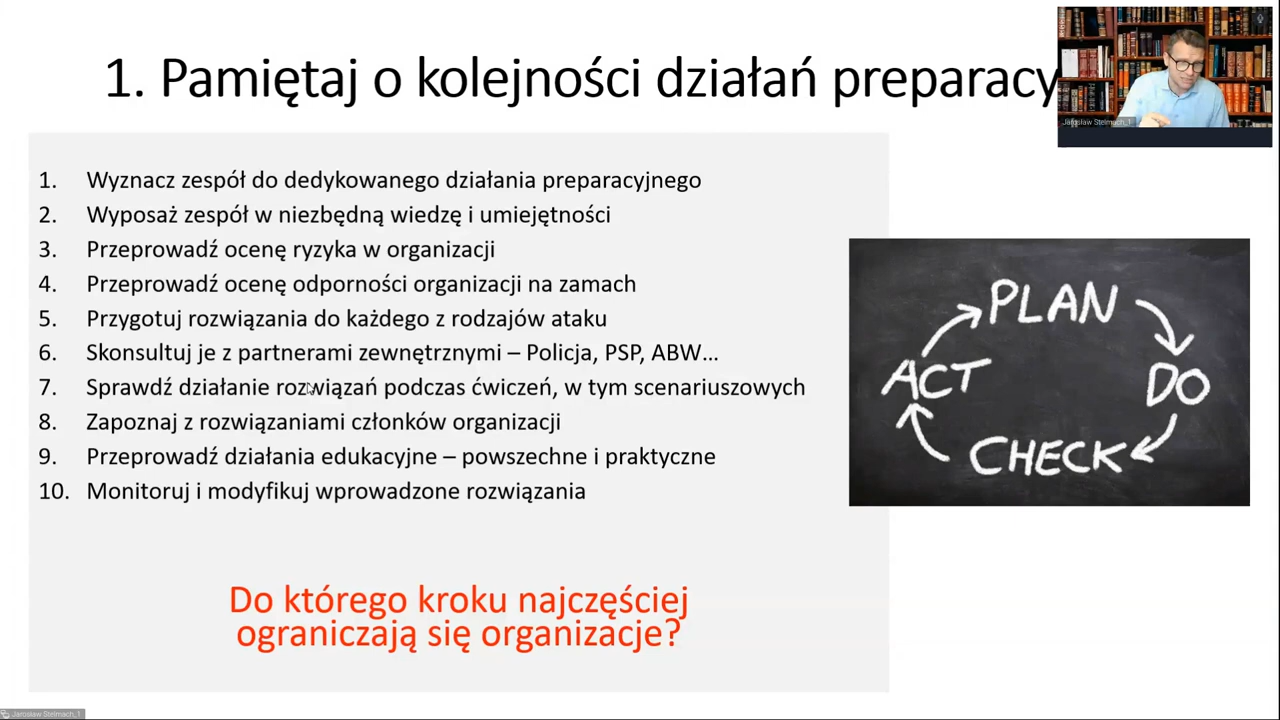 1. Pamiętaj o kolejności działań preparacy
Jarosław Stelmach_1
1. Wyznacz zespół do dedykowanego działania preparacyjnego
2. Wyposaż zespół w niezbędną wiedzę i umiejętności
3. Przeprowadź ocenę ryzyka w organizacji
4. Przeprowadź ocenę odporności organizacji na zamach
5. Przygotuj rozwiązania do każdego z rodzajów ataku
6. Skonsultuj je z partnerami zewnętrznymi – Policja, PSP, ABW...
7. Sprawdź działanie rozwiązań podczas ćwiczeń, w tym scenariuszowych
8. Zapoznaj z rozwiązaniami członków organizacji
9. Przeprowadź działania edukacyjne – powszechne i praktyczne
10. Monitoruj i modyfikuj wprowadzone rozwiązania
PLAN
DO
CHECK
ACT
Do którego kroku najczęściej
ograniczają się organizacje?
Jarosław Stelmach_1